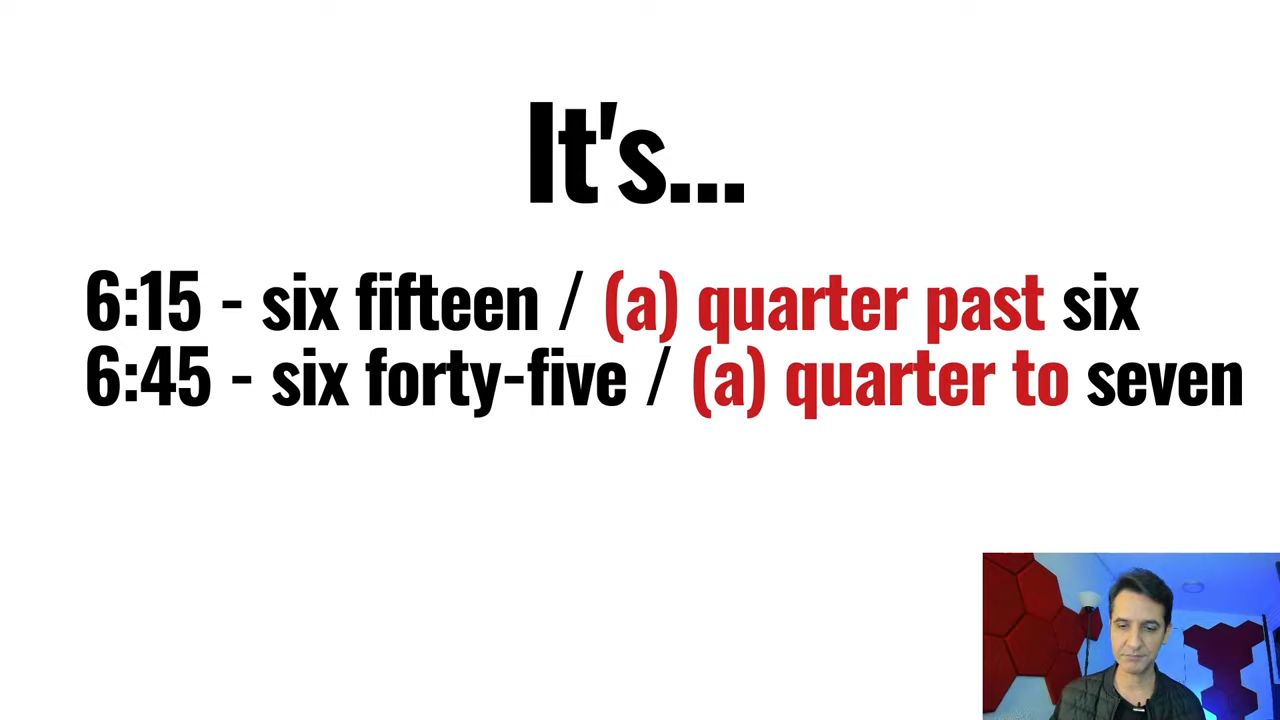 It's...
6:15 - six fifteen / (a) quarter past six
6:45 - six forty-five / (a) quarter to seven